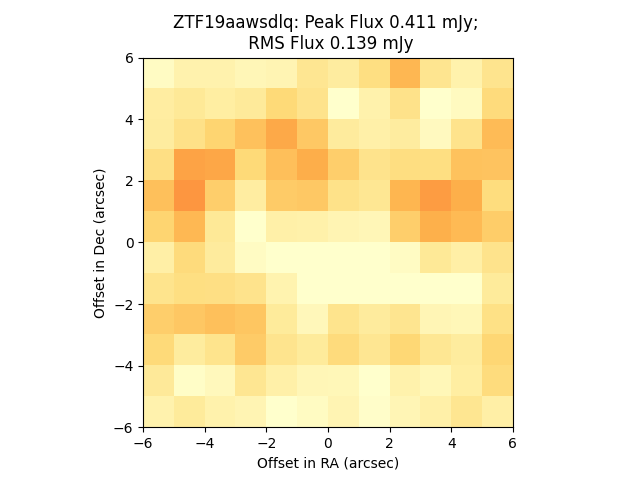 ZTF19aawsdlq: Peak Flux 0.411 mJy;
RMS Flux 0.139 mJy
6
4
2
0
−2
−4
−6
Offset in Dec (arcsec)
−6 −4 −2 0 2 4 6
Offset in RA (arcsec)